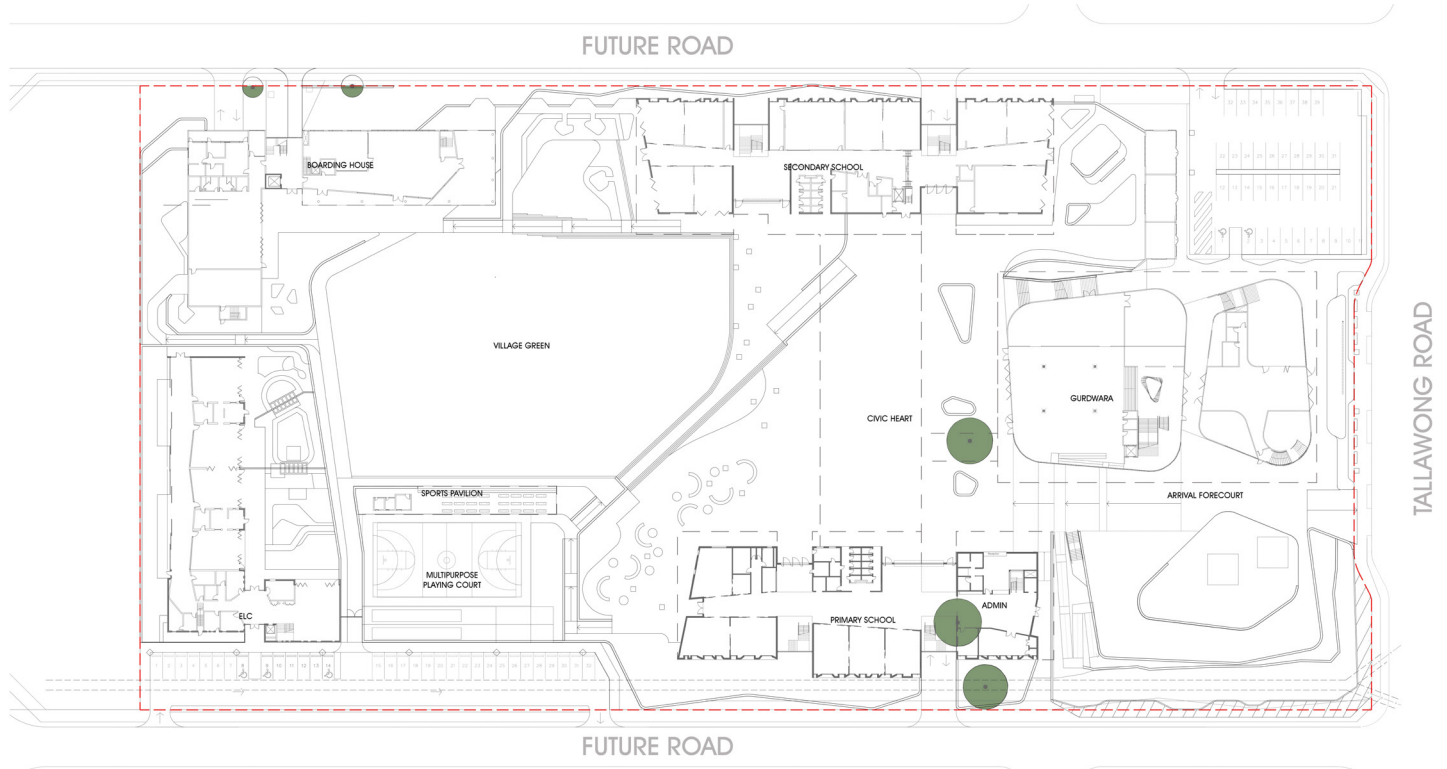 FUTURE ROAD
BOARDING HOUSE
SECONDARY SCHOOL
VILLAGE GREEN
CIVIC HEART
GURDWARA
TALLAWONG ROAD
SPORTS PAVILION
ARRIVAL FORECOURT
MULTIPURPOSE
PLAYING COURT
ADMIN
ELC
PRIMARY SCHOOL
FUTURE ROAD